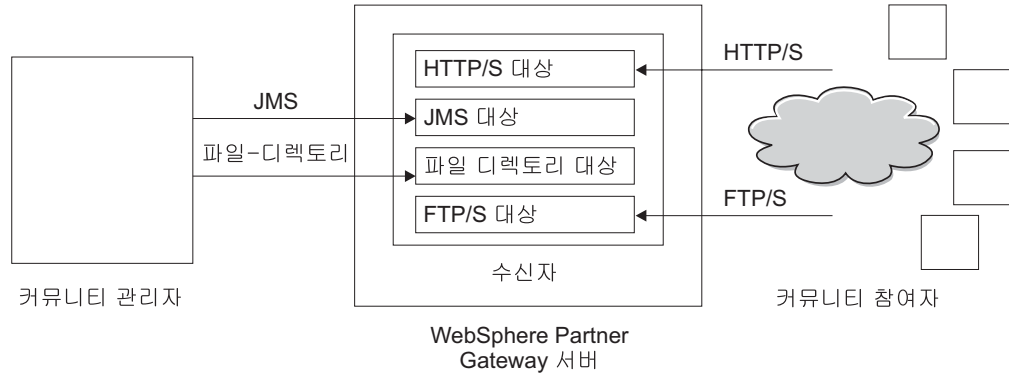 HTTP/S 대상
HTTP/S
JMS
JMS 대상
파일-디렉토리
파일 디렉토리 대상
FTP/S 대상
FTP/S
수신자
커뮤니티 관리자
커뮤니티 참여자
WebSphere Partner
Gateway 서버